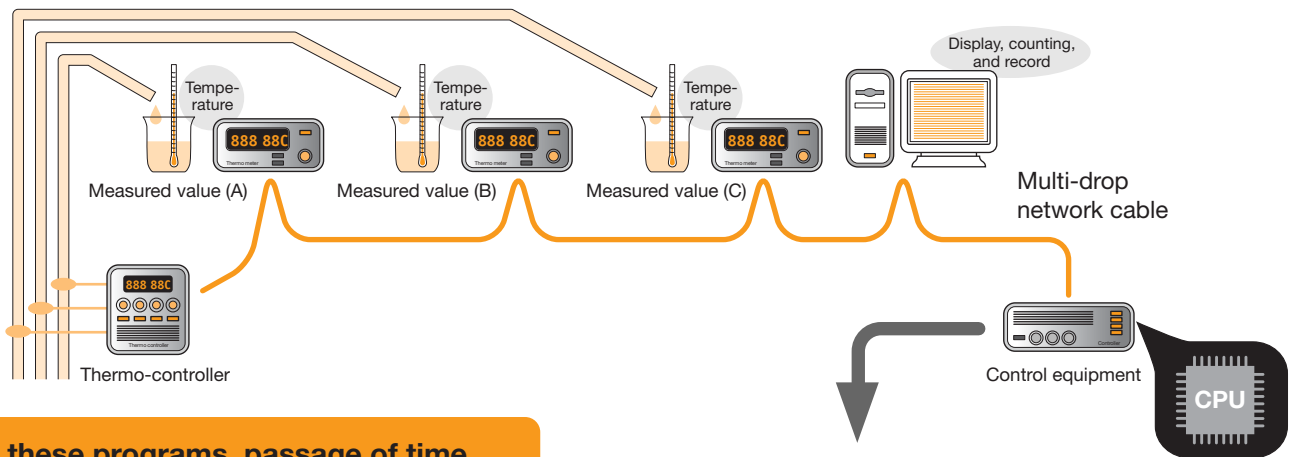 Display, counting,
and record
Tempe-
rature
Tempe-
rature
Tempe-
rature
888 88C
Thermo meter
888 88C
Thermo meter
888 88C
Thermo meter
Measured value (A)
Measured value (B)
Measured value (C)
Multi-drop
network cable
888 88C
Thermo controller
Thermo-controller
Controller
Control equipment
CPU
these programs, passage of time